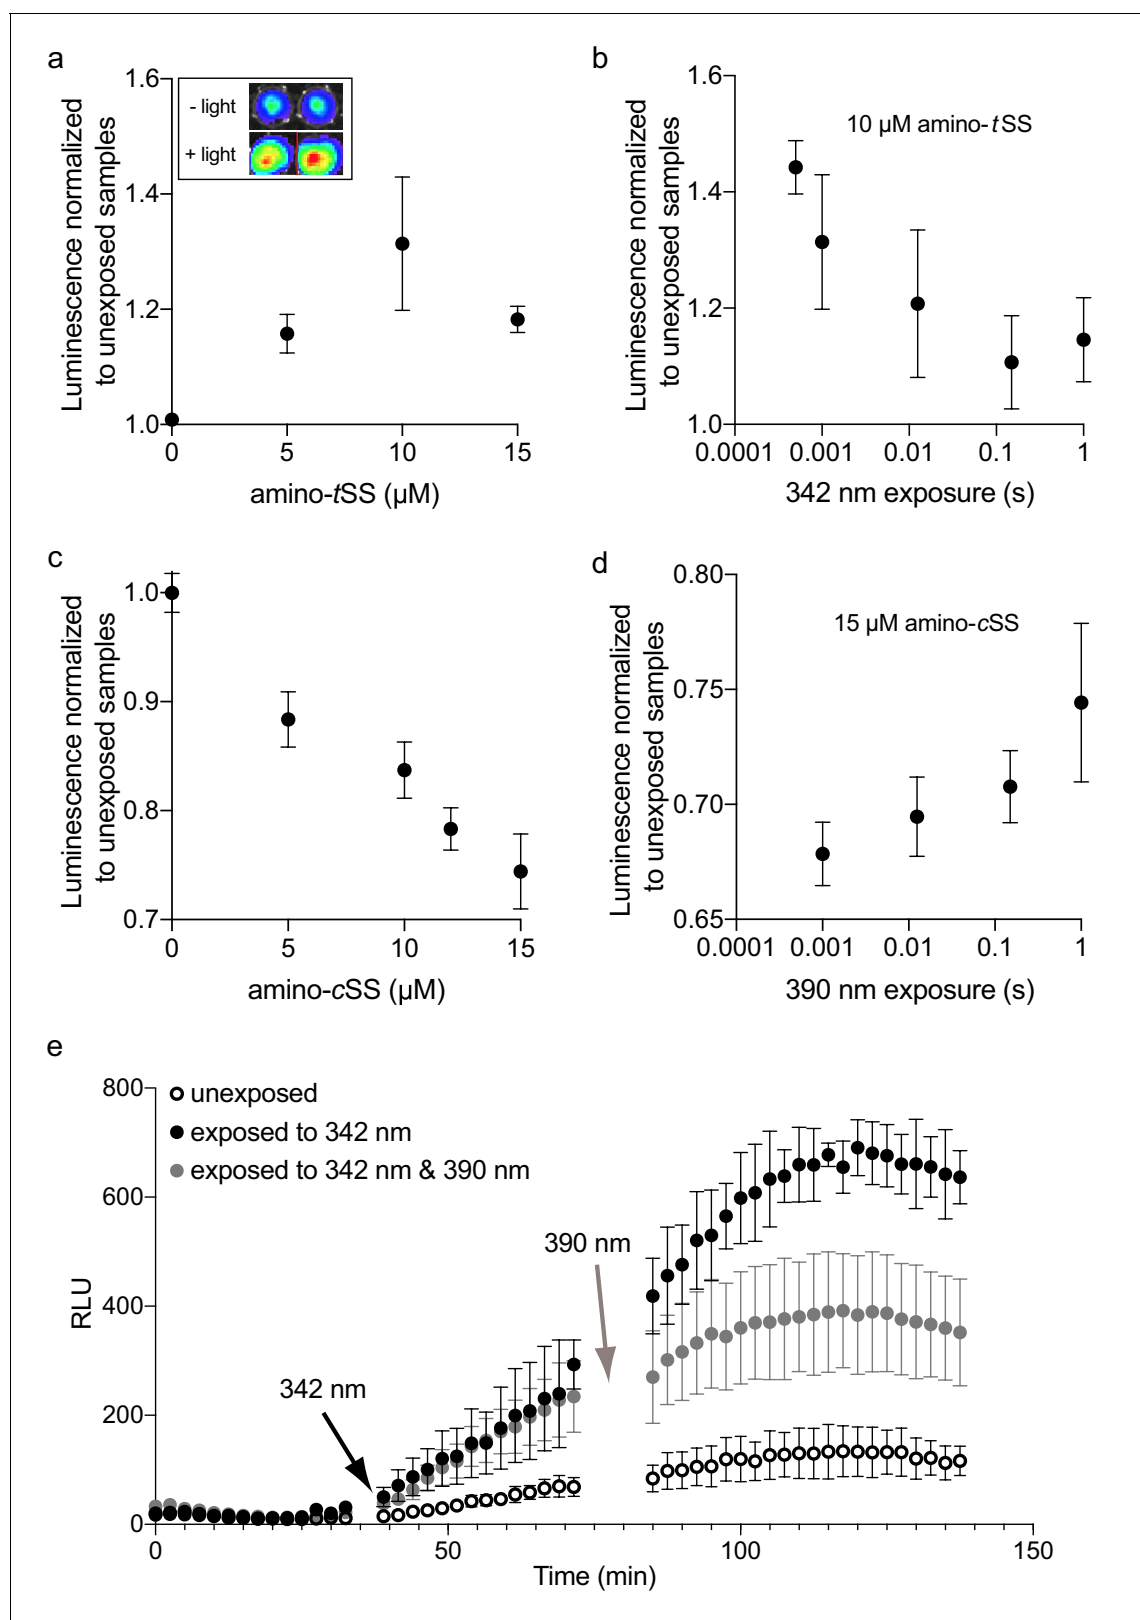 a
Luminescence normalized
to unexposed samples
1.6
1.4
1.2
1.0
- light
+ light
0
5
10
15
amino-tSS (µM)
b
Luminescence normalized
to unexposed samples
1.6
1.4
1.2
1.0
10 µM amino-tSS
0.0001
0.001
0.01
0.1
1
342 nm exposure (s)
c
Luminescence normalized
to unexposed samples
1.0
0.9
0.8
0.7
0
5
10
15
amino-cSS (µM)
d
Luminescence normalized
to unexposed samples
0.80
0.75
0.70
0.65
15 µM amino-cSS
0.0001
0.001
0.01
0.1
1
390 nm exposure (s)
e
RLU
800
600
400
200
0
unexposed
exposed to 342 nm
exposed to 342 nm & 390 nm
342 nm
390 nm
0
50
100
150
Time (min)